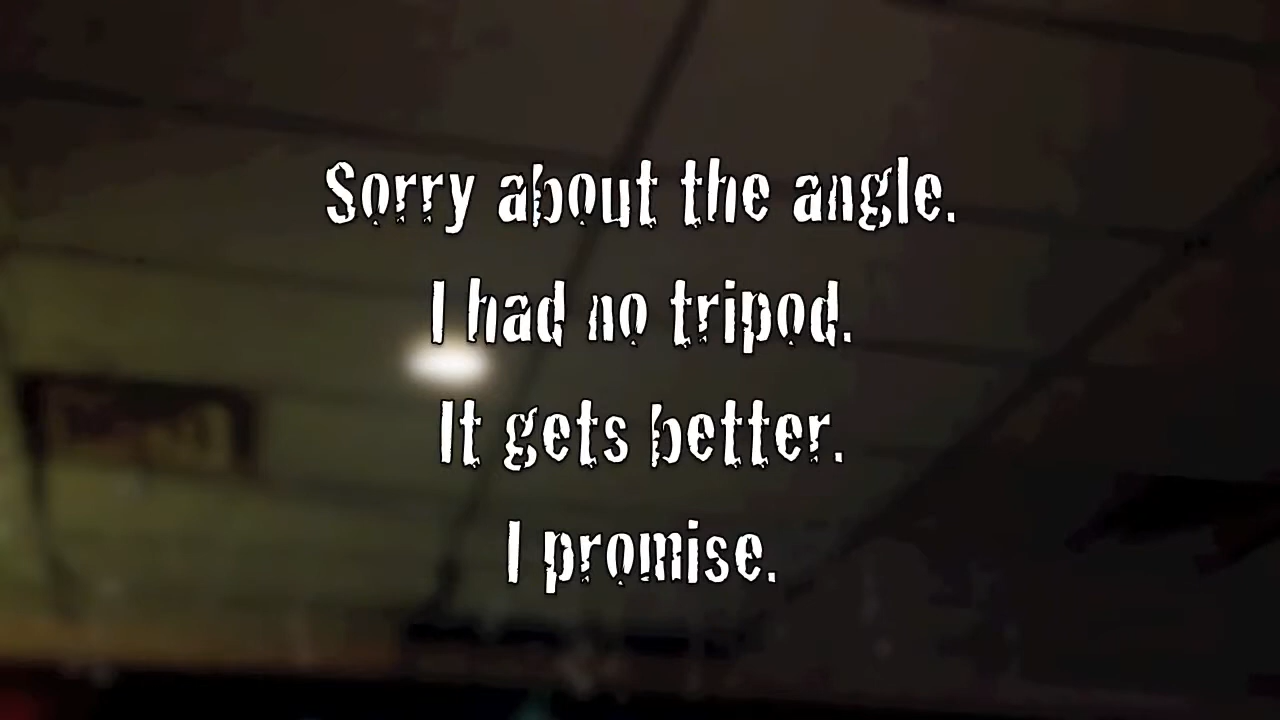 Sorry about the angle.
I had no tripod.
It gets better.
I promise.